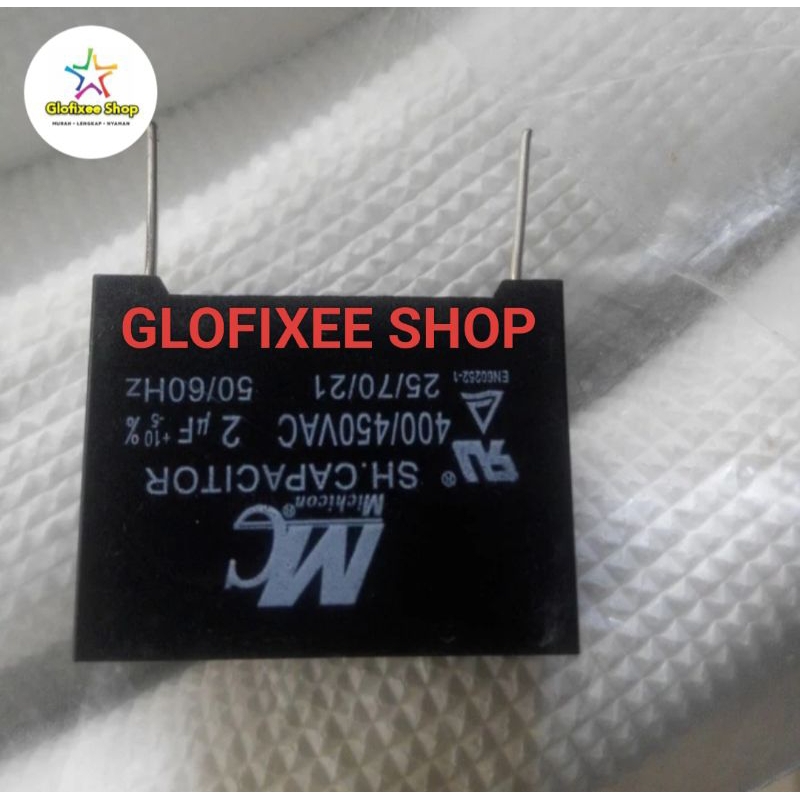 Glofixee Shop
MURAH • LENGKAP • NYAMAN
GLOFIXEE SHOP
MC
Michicon®
SH.CAPACITOR
400/450VAC 2 µF +10 -5 %
25/70/21 50/60Hz
EN60252-1